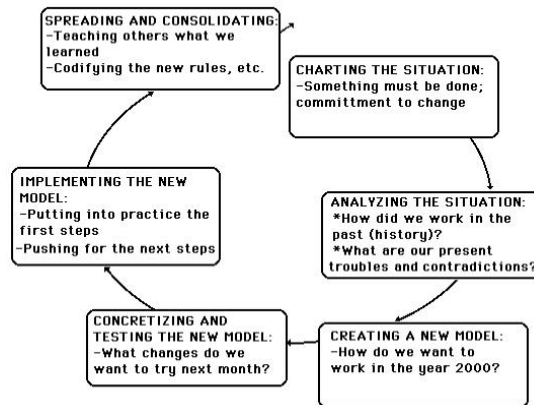 SPREADING AND CONSOLIDATING:
-Teaching others what we
learned
-Codifying the new rules, etc.
CHARTING THE SITUATION:
-Something must be done;
committment to change
ANALYZING THE SITUATION:
*How did we work in the
past (history)?
*What are our present
troubles and contradictions?
CREATING A NEW MODEL:
-How do we want to
work in the year 2000?
CONCRETIZING AND
TESTING THE NEW MODEL:
-What changes do we
want to try next month?
IMPLEMENTING THE NEW
MODEL:
-Putting into practice the
first steps
-Pushing for the next steps